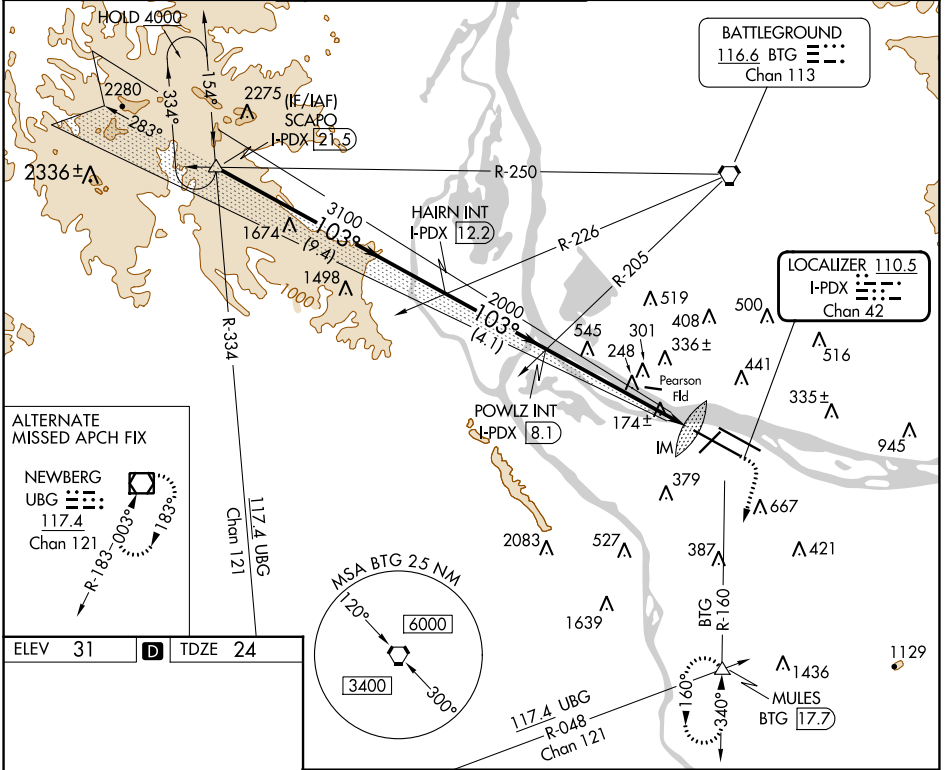 HOLD 4000
154°
334°
2280
283°
2275
(IF/IAF)
SCAPO
I-PDX 21.5
2336±
BATTLEGROUND
116.6 BTG
Chan 113
R-250
3100
103°
(9.4)
1674
1498
1000
HAIRN INT
I-PDX 12.2
R-226
R-205
LOCALIZER 110.5
I-PDX
Chan 42
2000
103°
(4.1)
R-334
519
408
500
545
301
336±
516
248
441
Pearson
Fld
335±
174±
945
POWLZ INT
I-PDX 8.1
IM
379
667
ALTERNATE
MISSED APCH FIX
NEWBERG
UBG
117.4
Chan 121
183°
R-183
003°
117.4 UBG
Chan 121
2083
527
387
421
MSA BTG 25 NM
120°
6000
3400
300°
1639
BTG
R-160
ELEV 31
D
TDZE 24
1436
1129
160°
340°
MULES
BTG 17.7
117.4 UBG
R-048
Chan 121